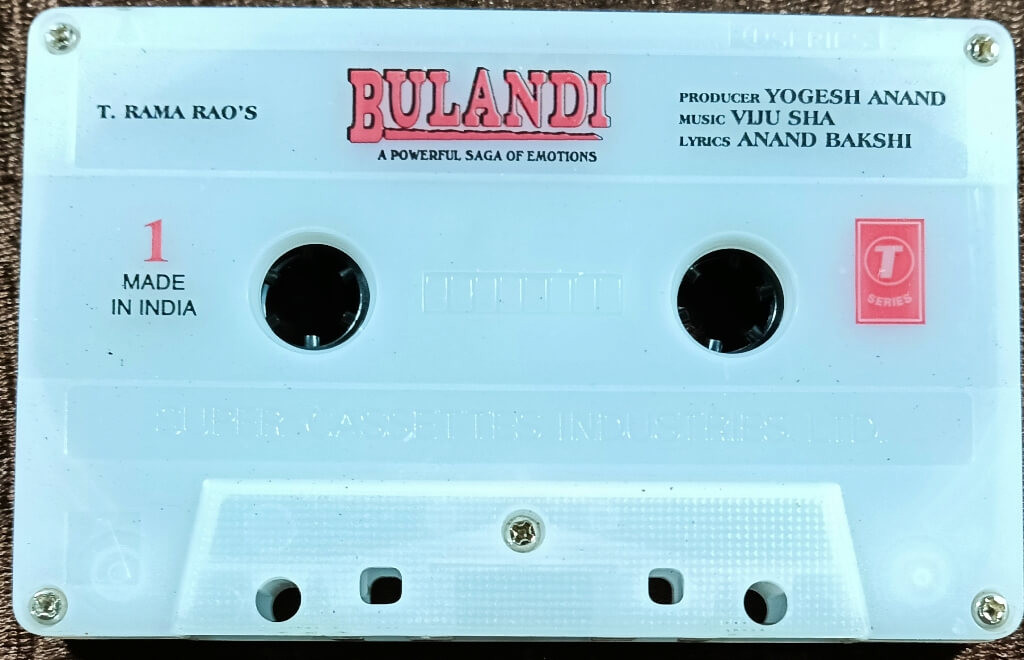 T. RAMA RAO'S
BULANDI
A POWERFUL SAGA OF EMOTIONS
PRODUCER YOGESH ANAND
MUSIC VIJU SHA
LYRICS ANAND BAKSHI
1
MADE
IN INDIA
T
SERIES
SUPER CASSETTES INDUSTRIES LTD.